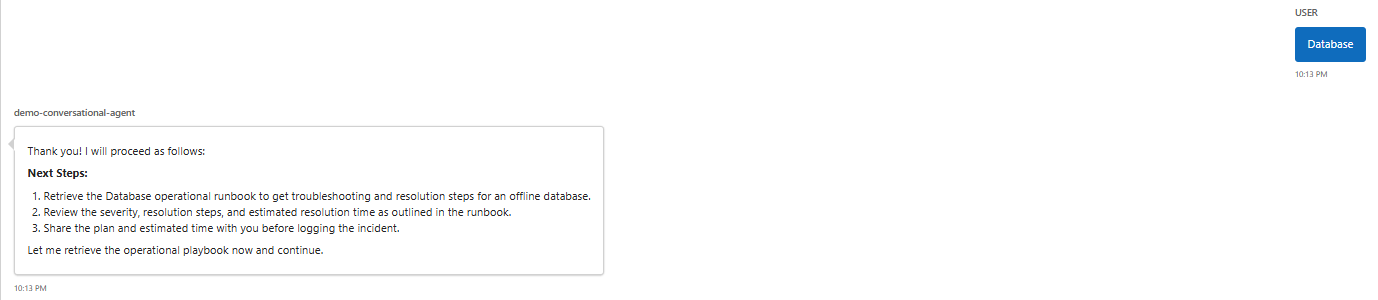 USER
Database
10:13 PM
demo-conversational-agent
Thank you! I will proceed as follows:
Next Steps:
1. Retrieve the Database operational runbook to get troubleshooting and resolution steps for an offline database.
2. Review the severity, resolution steps, and estimated resolution time as outlined in the runbook.
3. Share the plan and estimated time with you before logging the incident.
Let me retrieve the operational playbook now and continue.
10:13 PM